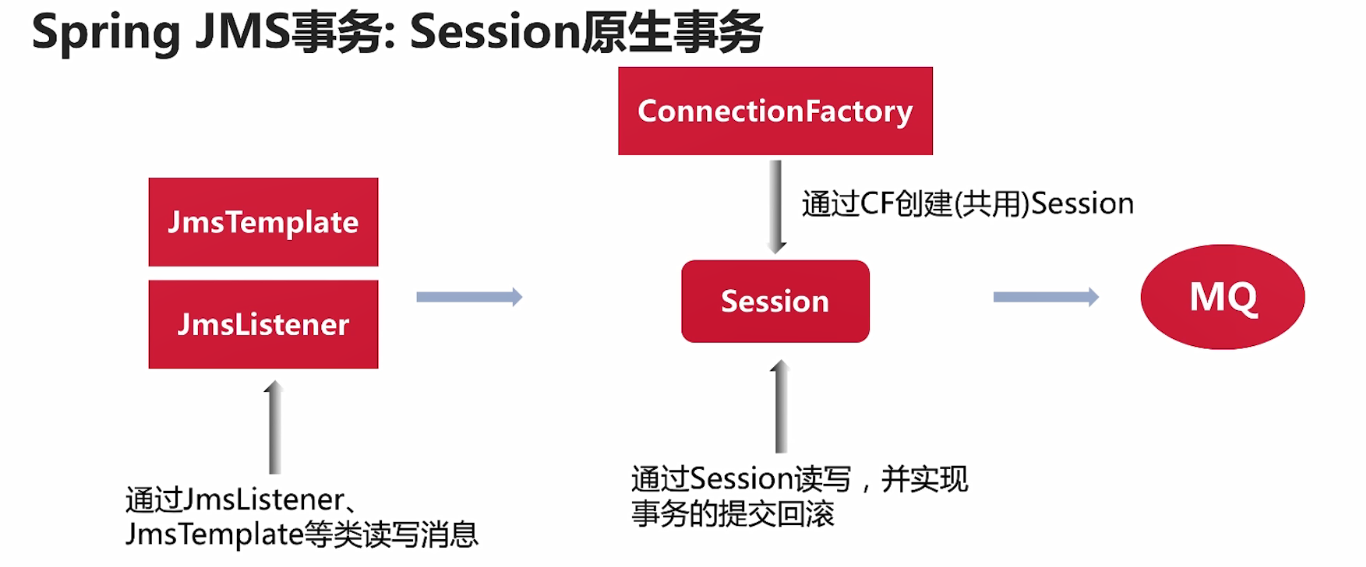 Spring JMS事务: Session原生事务
ConnectionFactory
通过CF创建(共用)Session
JmsTemplate
JmsListener
Session
MQ
通过JmsListener、
JmsTemplate等类读写消息
通过Session读写，并实现
事务的提交回滚